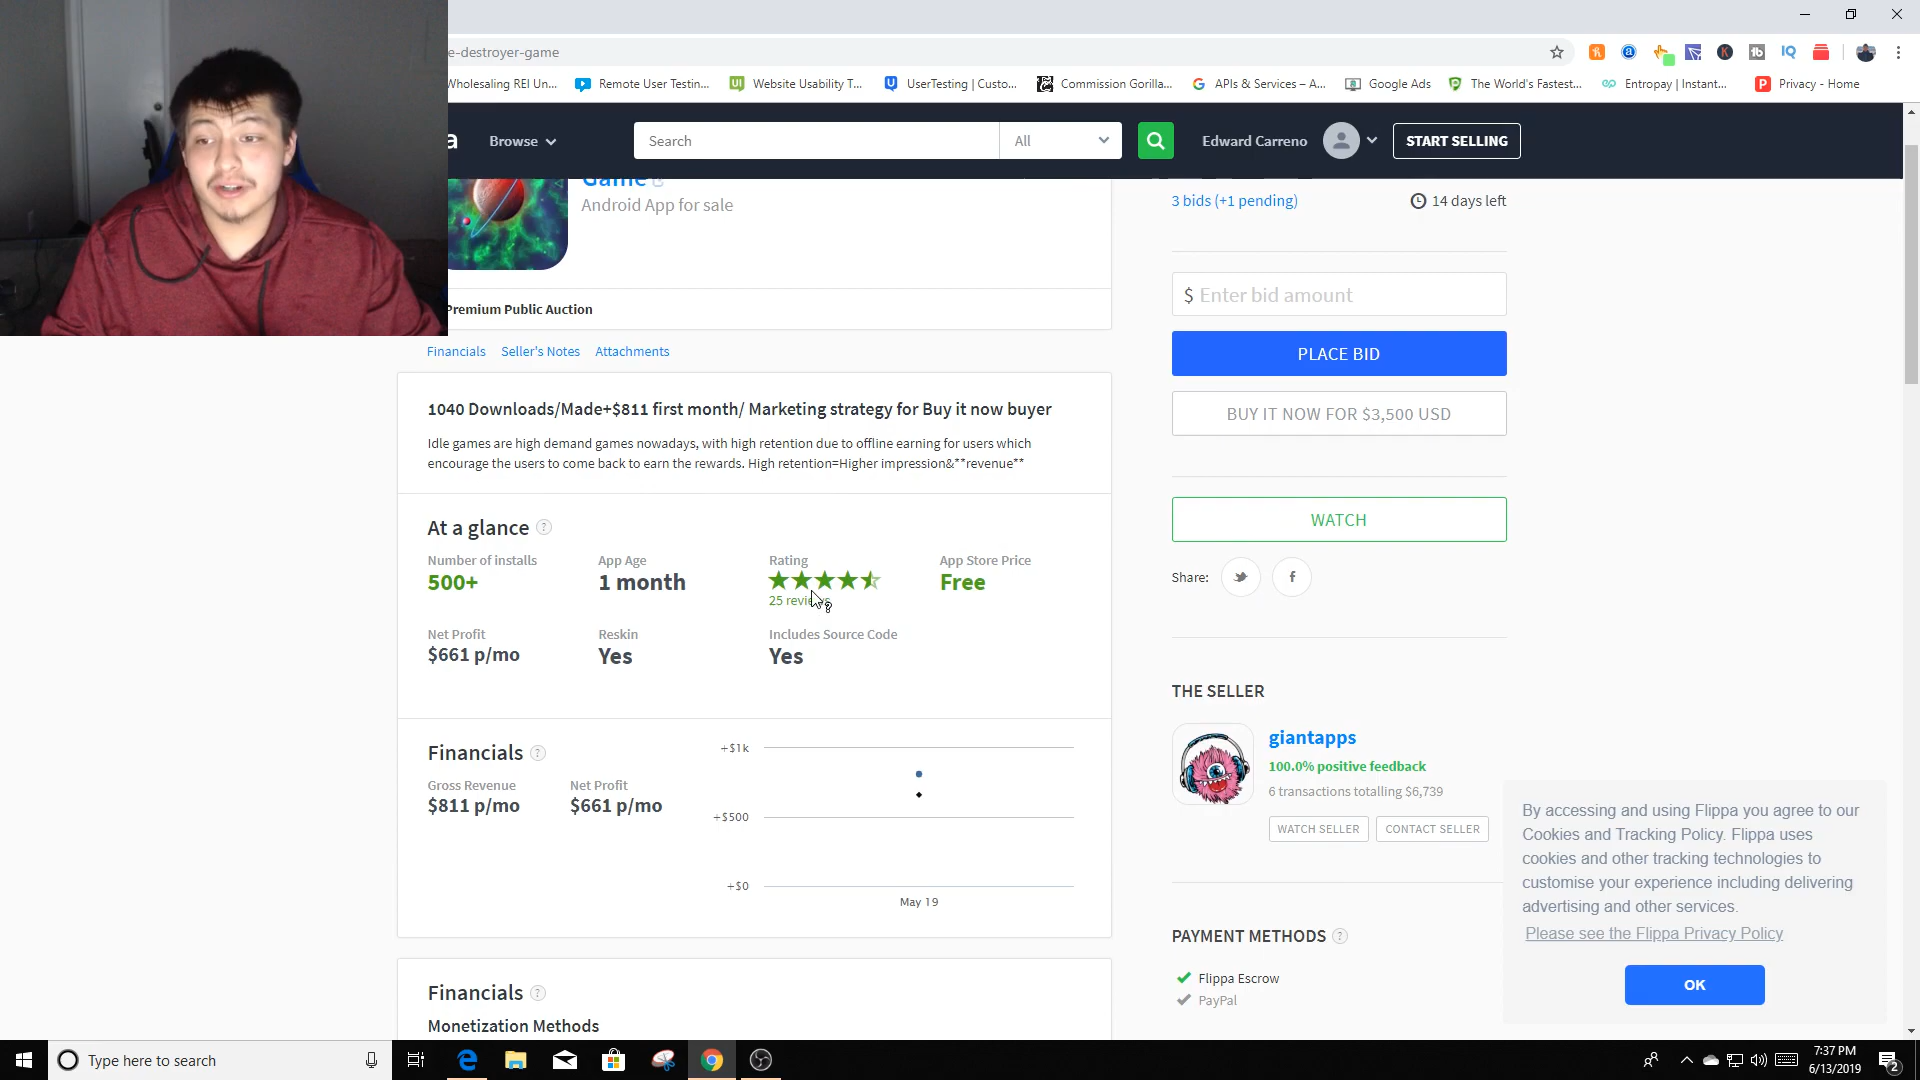 e-destroyer-game
Wholesaling REI Un...
Remote User Testin...
Website Usability T...
UserTesting | Custo...
Commission Gorilla...
APIs & Services – A...
Google Ads
The World's Fastest...
Entropay | Instant...
Privacy - Home
a
Browse
Search
All
Edward Carreno
START SELLING
Game
Android App for sale
3 bids (+1 pending)
14 days left
Premium Public Auction
$ Enter bid amount
PLACE BID
BUY IT NOW FOR $3,500 USD
WATCH
Share:
Financials
Seller's Notes
Attachments
1040 Downloads/Made+$811 first month/ Marketing strategy for Buy it now buyer
Idle games are high demand games nowadays, with high retention due to offline earning for users which
encourage the users to come back to earn the rewards. High retention=Higher impression&**revenue**
At a glance ?
Number of installs
500+
App Age
1 month
Rating
25 reviews
App Store Price
Free
Net Profit
$661 p/mo
Reskin
Yes
Includes Source Code
Yes
Financials ?
Gross Revenue
$811 p/mo
Net Profit
$661 p/mo
+$1k
+$500
+$0
May 19
THE SELLER
giantapps
100.0% positive feedback
6 transactions totalling $6,739
WATCH SELLER
CONTACT SELLER
PAYMENT METHODS ?
Flippa Escrow
PayPal
Financials ?
Monetization Methods
By accessing and using Flippa you agree to our
Cookies and Tracking Policy. Flippa uses
cookies and other tracking technologies to
customise your experience including delivering
advertising and other services.
Please see the Flippa Privacy Policy
OK
Type here to search
7:37 PM
6/13/2019
2